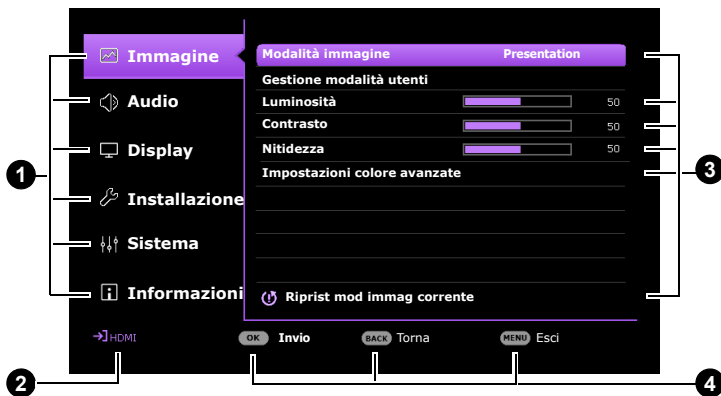 Immagine
Audio
Display
Installazione
Sistema
Informazioni
Modalità immagine Presentation
Gestione modalità utenti
Luminosità 50
Contrasto 50
Nitidezza 50
Impostazioni colore avanzate
Riprist mod immag corrente
HDMI
OK Invio BACK Torna MENU Esci
1
2
3
4